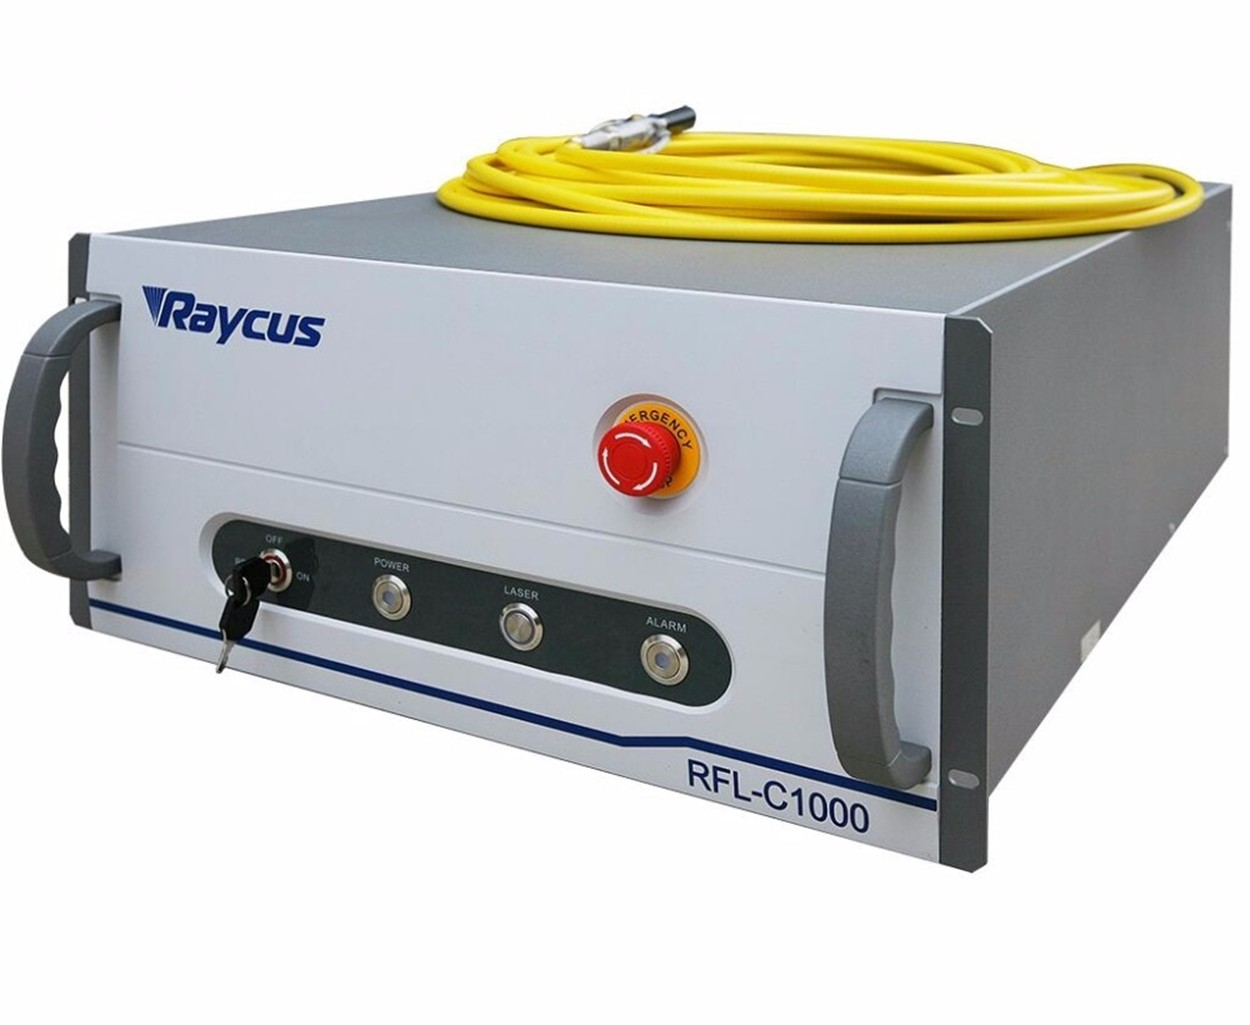 Raycus
EMERGENCY
OFF
ON
POWER
LASER
ALARM
RFL-C1000